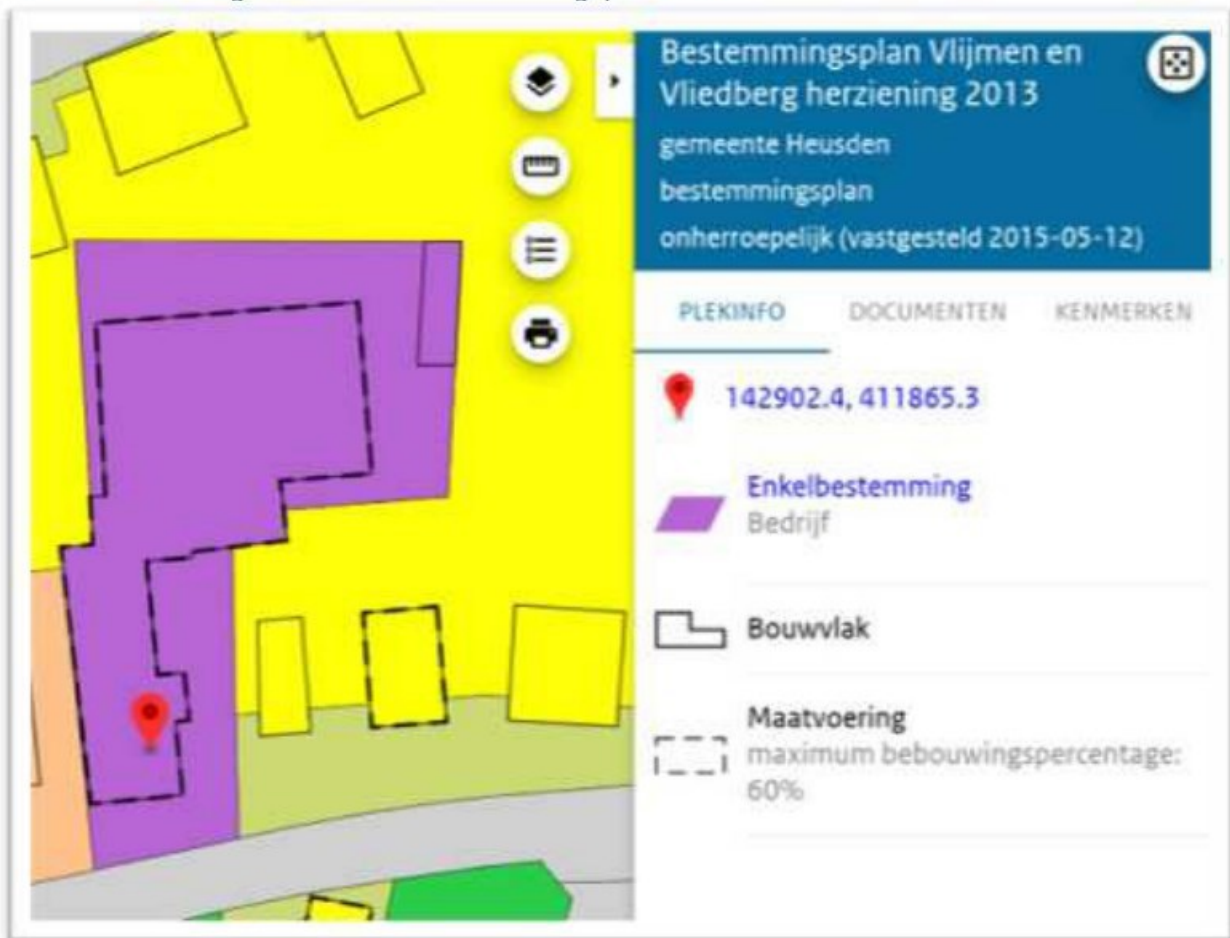 Bestemmingsplan Vlijmen en
Vliedberg herziening 2013
gemeente Heusden
bestemmingsplan
onherroepelijk (vastgesteld 2015-05-12)
PLEKINFO DOCUMENTEN KENMERKEN
142902.4, 411865.3
Enkelbestemming
Bedrijf
Bouwvlak
Maatvoering
maximum bebouwingspercentage:
60%